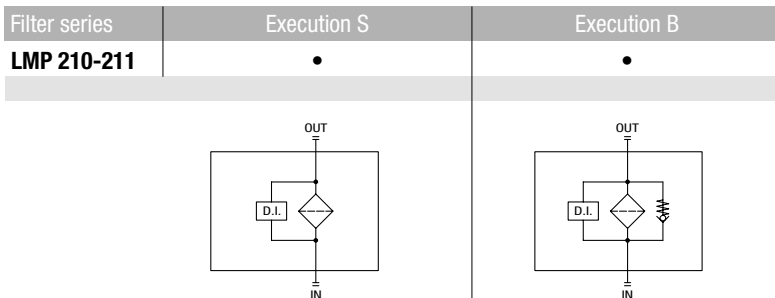 Filter series Execution S Execution B
LMP 210-211 • •
OUT OUT
D.I. D.I.
IN IN